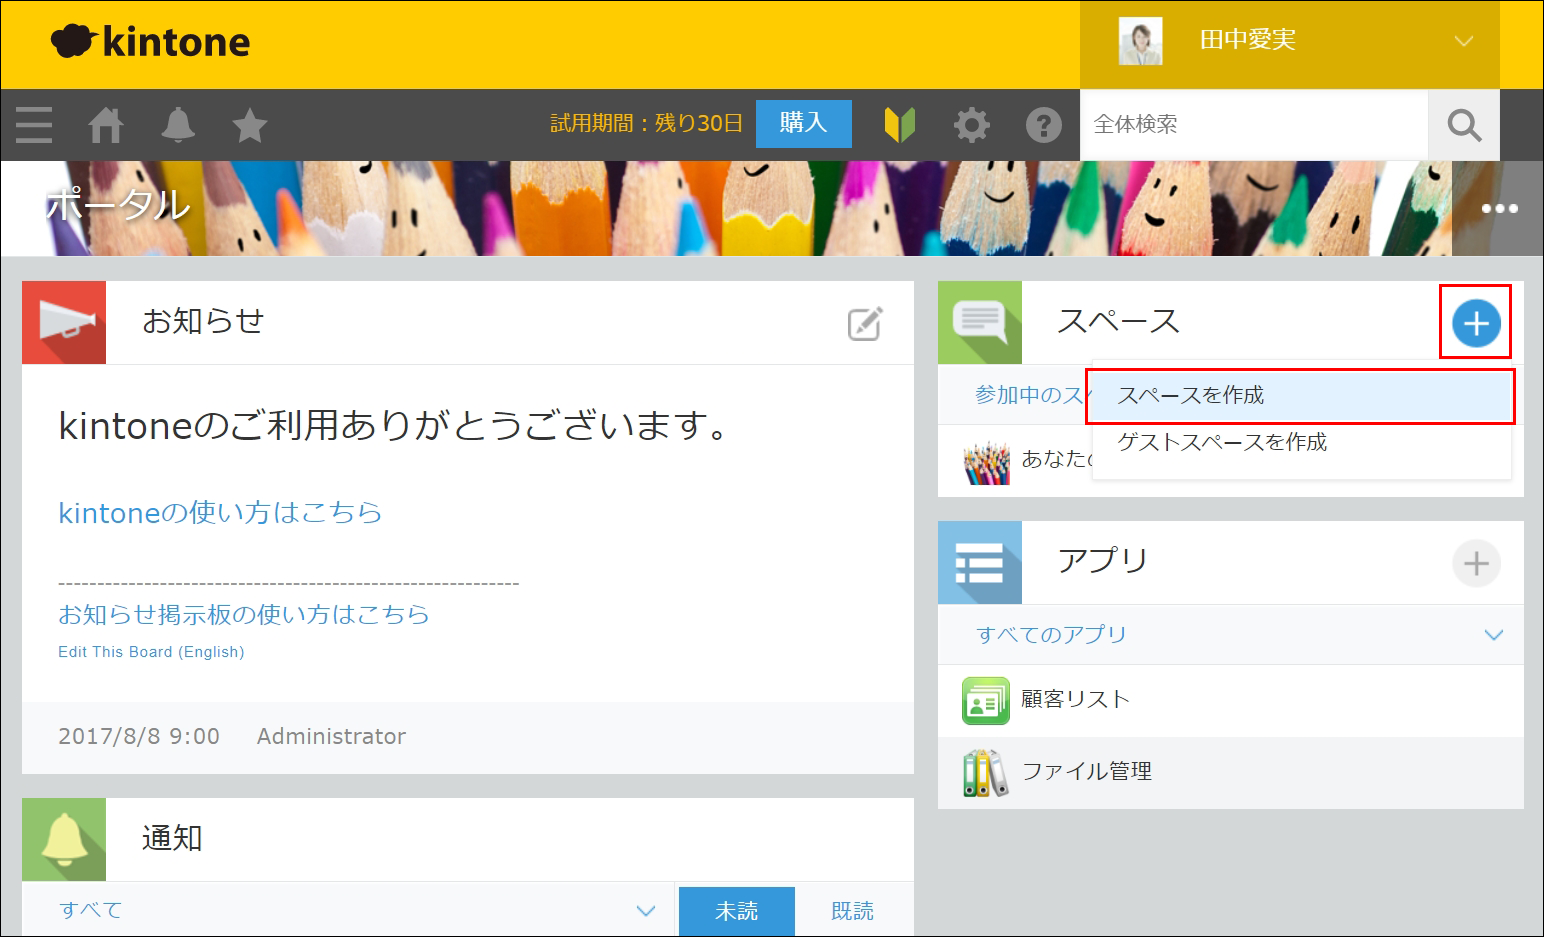 kintone
田中愛実
試用期間：残り30日
購入
全体検索
ポータル
お知らせ
kintoneのご利用ありがとうございます。
kintoneの使い方はこちら
------------------------------------------------------------
お知らせ掲示板の使い方はこちら
Edit This Board (English)
2017/8/8 9:00 Administrator
通知
すべて
未読
既読
スペース
参加中のスペ
スペースを作成
あなたの
ゲストスペースを作成
アプリ
すべてのアプリ
顧客リスト
ファイル管理